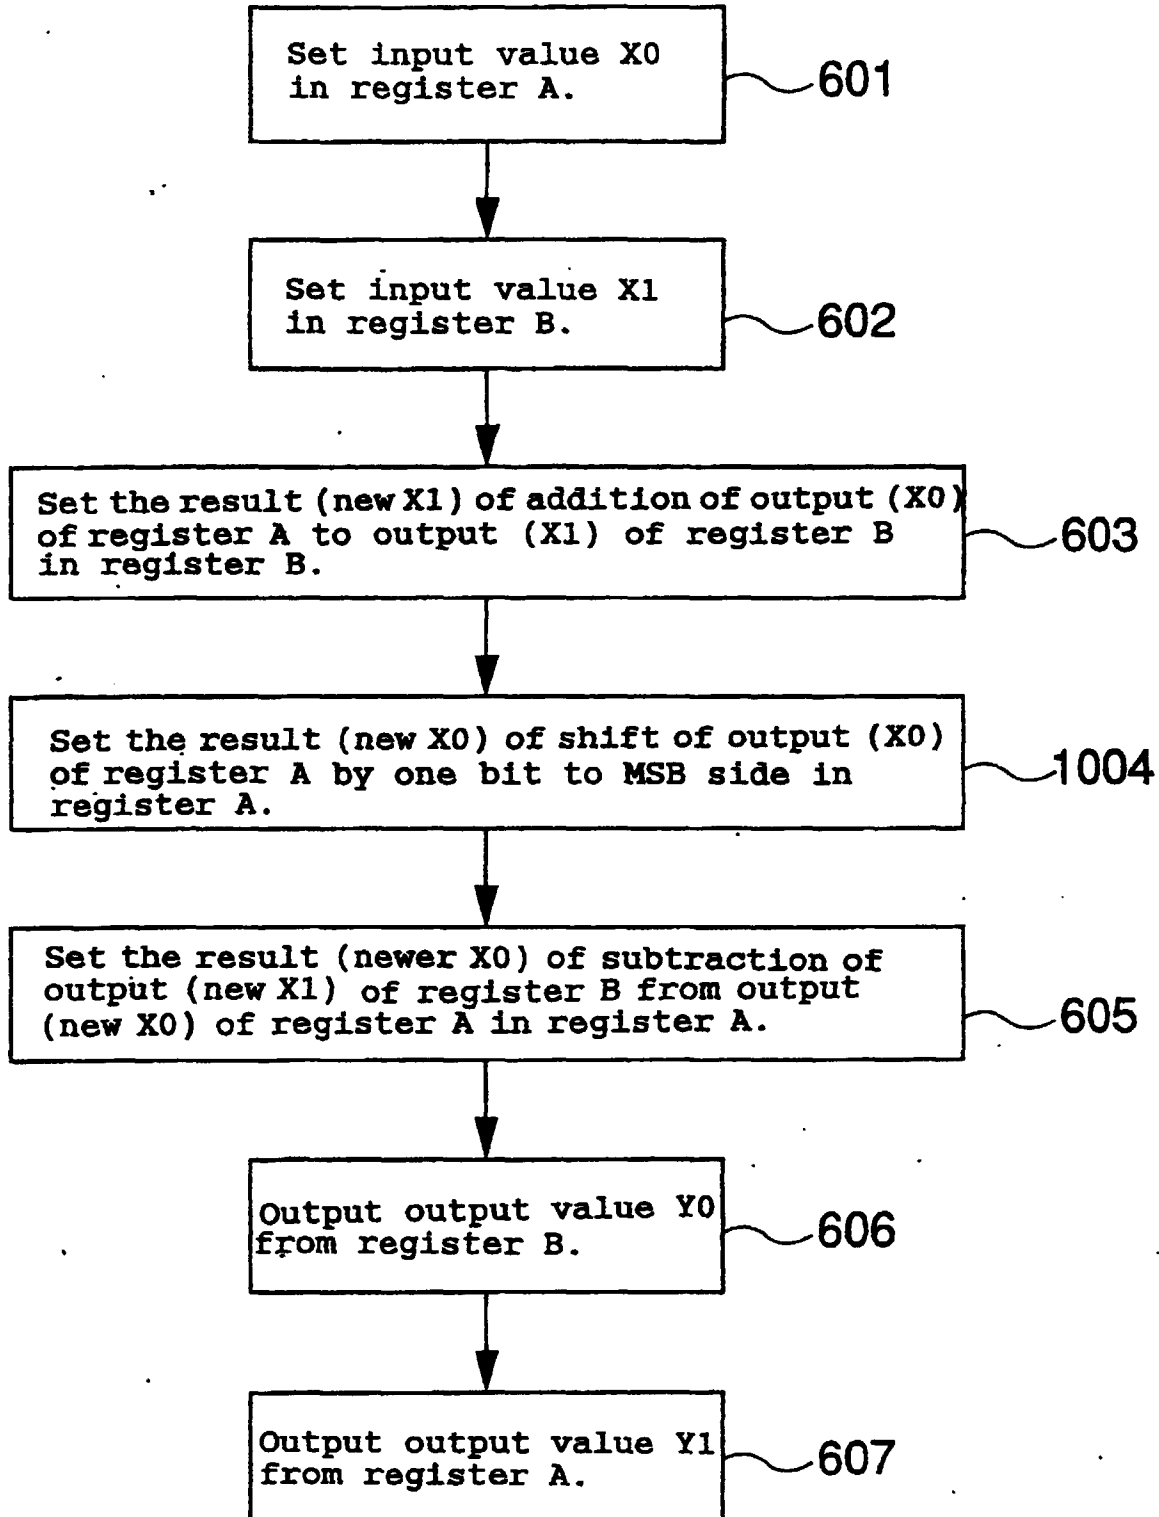 Set input value X0
in register A.
601
Set input value X1
in register B.
602
Set the result (new X1) of addition of output (X0)
of register A to output (X1) of register B
in register B.
603
Set the result (new X0) of shift of output (X0)
of register A by one bit to MSB side in
register A.
1004
Set the result (newer X0) of subtraction of
output (new X1) of register B from output
(new X0) of register A in register A.
605
Output output value Y0
from register B.
606
Output output value Y1
from register A.
607